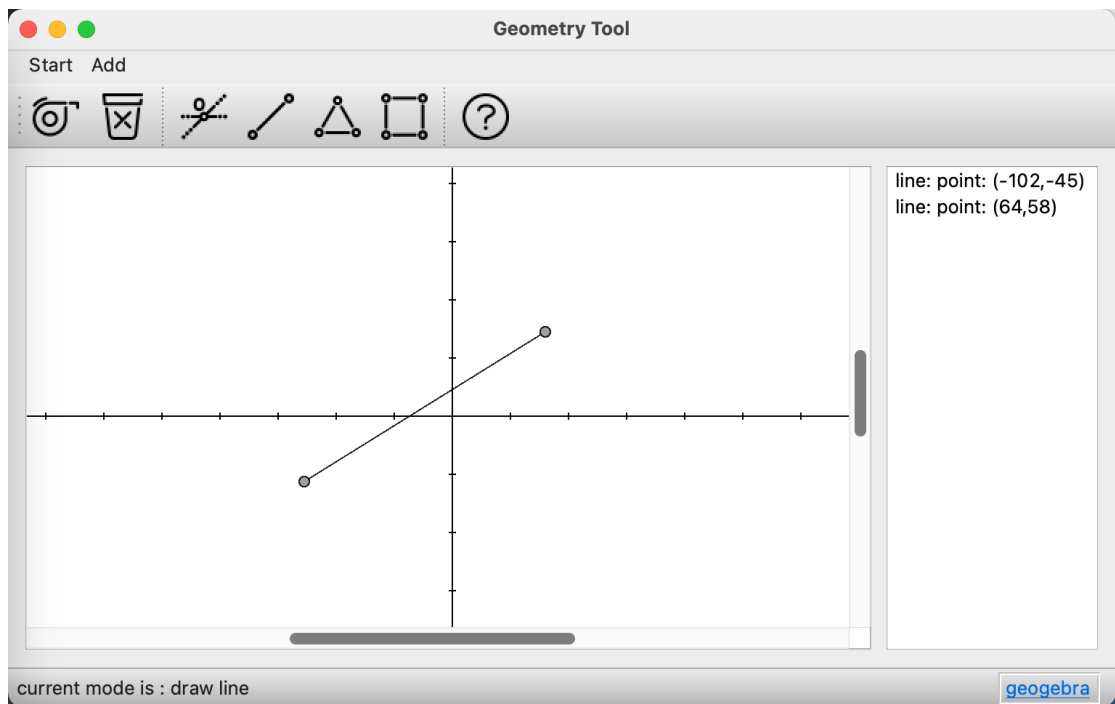 Geometry Tool
Start Add
line: point: (-102,-45)
line: point: (64,58)
current mode is : draw line
geogebra